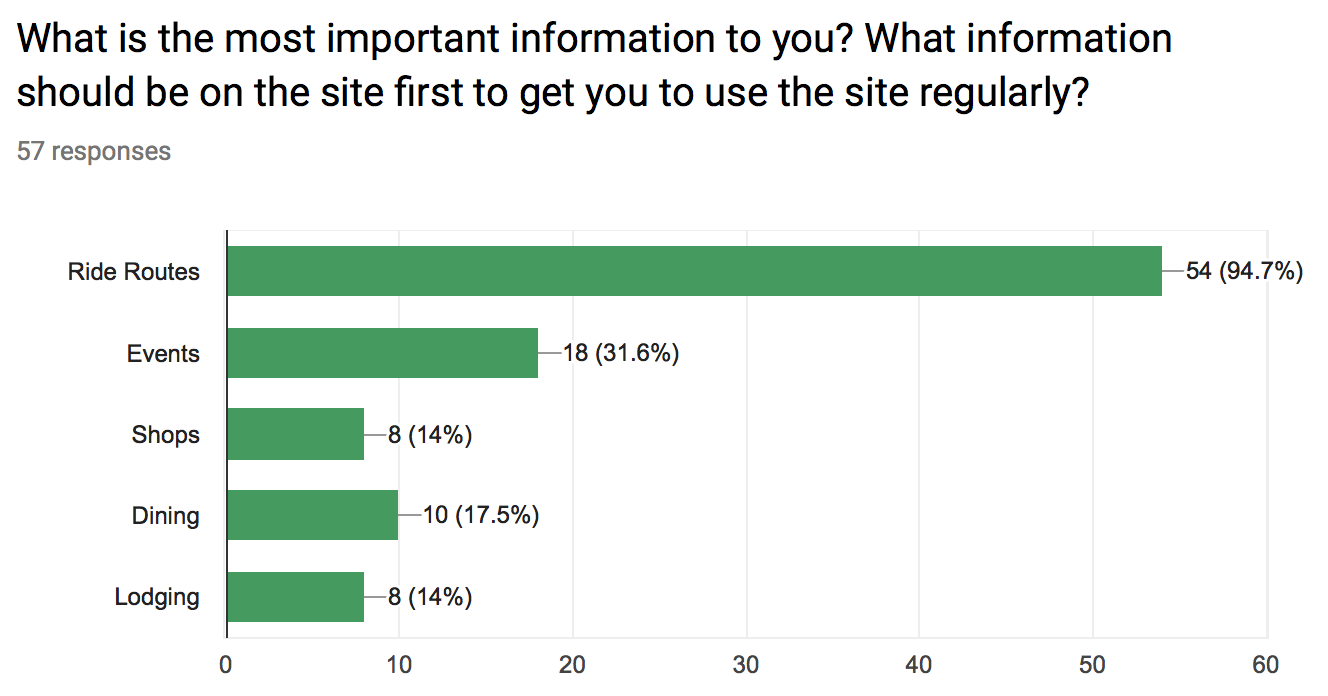 What is the most important information to you? What information
should be on the site first to get you to use the site regularly?
57 responses
Ride Routes 54 (94.7%)
Events 18 (31.6%)
Shops 8 (14%)
Dining 10 (17.5%)
Lodging 8 (14%)
0 10 20 30 40 50 60